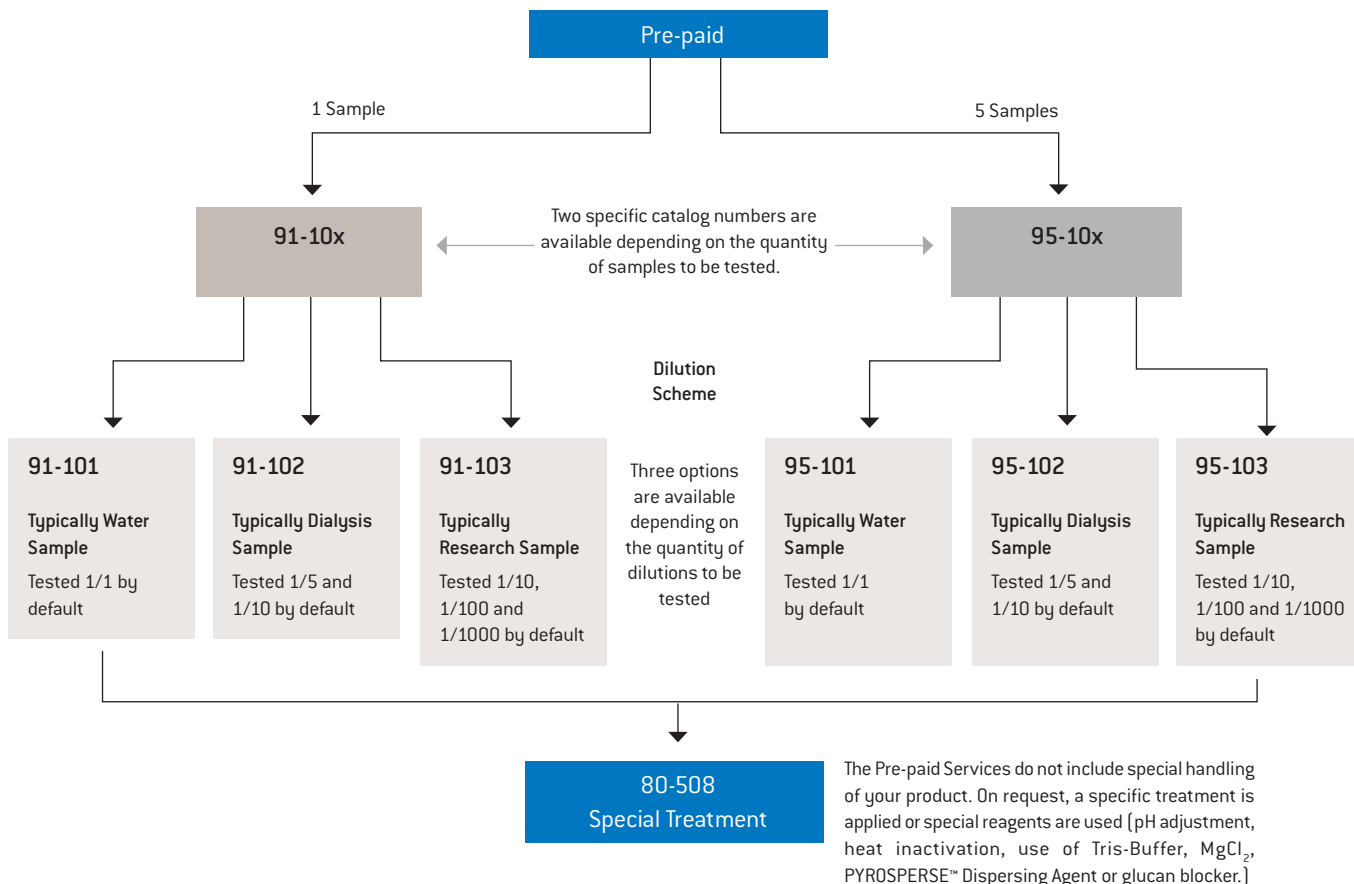 Pre-paid
1 Sample
5 Samples
91-10x
Two specific catalog numbers are
available depending on the quantity
of samples to be tested.
95-10x
Dilution
Scheme
91-101
Typically Water
Sample
Tested 1/1 by
default
91-102
Typically Dialysis
Sample
Tested 1/5 and
1/10 by default
91-103
Typically
Research Sample
Tested 1/10,
1/100 and
1/1000 by default
Three options
are available
depending on
the quantity of
dilutions to be
tested
95-101
Typically Water
Sample
Tested 1/1
by default
95-102
Typically Dialysis
Sample
Tested 1/5 and
1/10 by default
95-103
Typically Research
Sample
Tested 1/10,
1/100 and 1/1000
by default
80-508
Special Treatment
The Pre-paid Services do not include special handling
of your product. On request, a specific treatment is
applied or special reagents are used (pH adjustment,
heat inactivation, use of Tris-Buffer, MgCl₂,
PYROSPERSE™ Dispersing Agent or glucan blocker.)